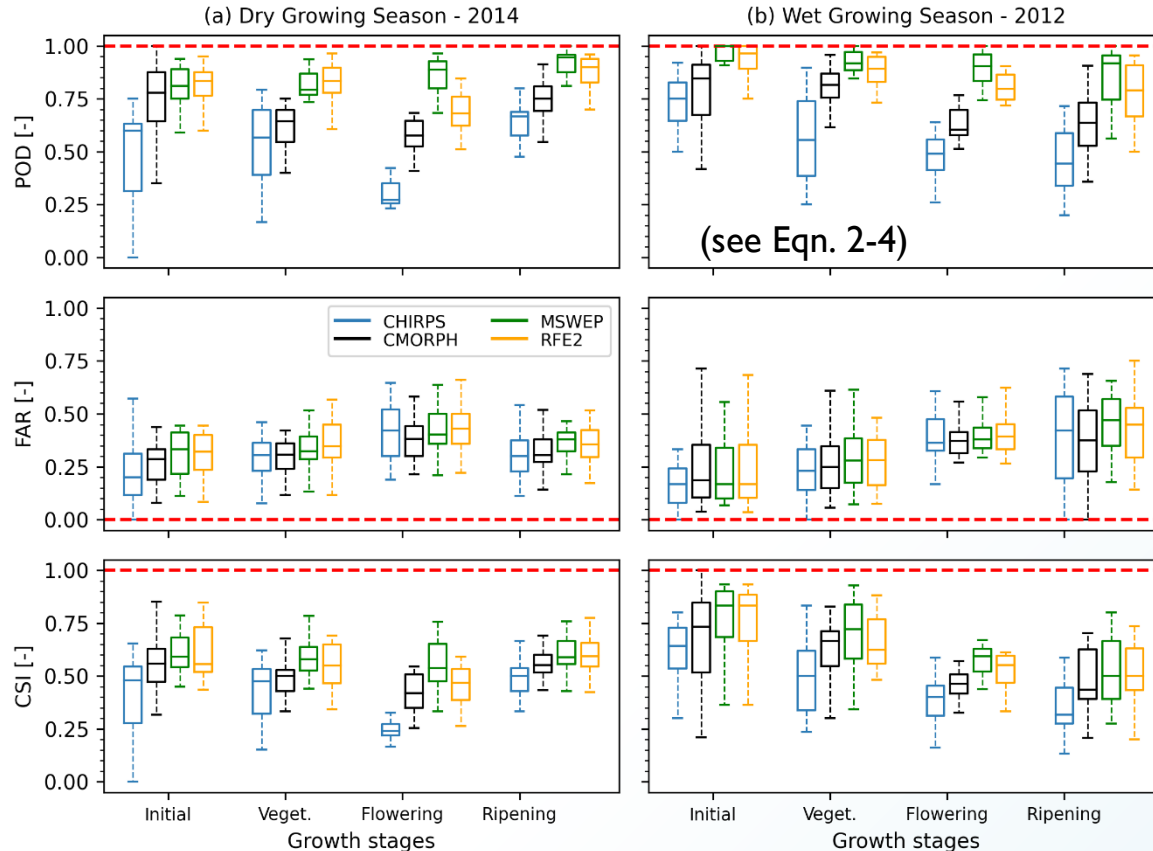 (a) Dry Growing Season - 2014
(b) Wet Growing Season - 2012
POD [-]
1.00
0.75
0.50
0.25
0.00
(see Eqn. 2-4)
FAR [-]
1.00
0.75
0.50
0.25
0.00
CHIRPS
CMORPH
MSWEP
RFE2
CSI [-]
1.00
0.75
0.50
0.25
0.00
Initial Veget. Flowering Ripening
Growth stages
Initial Veget. Flowering Ripening
Growth stages